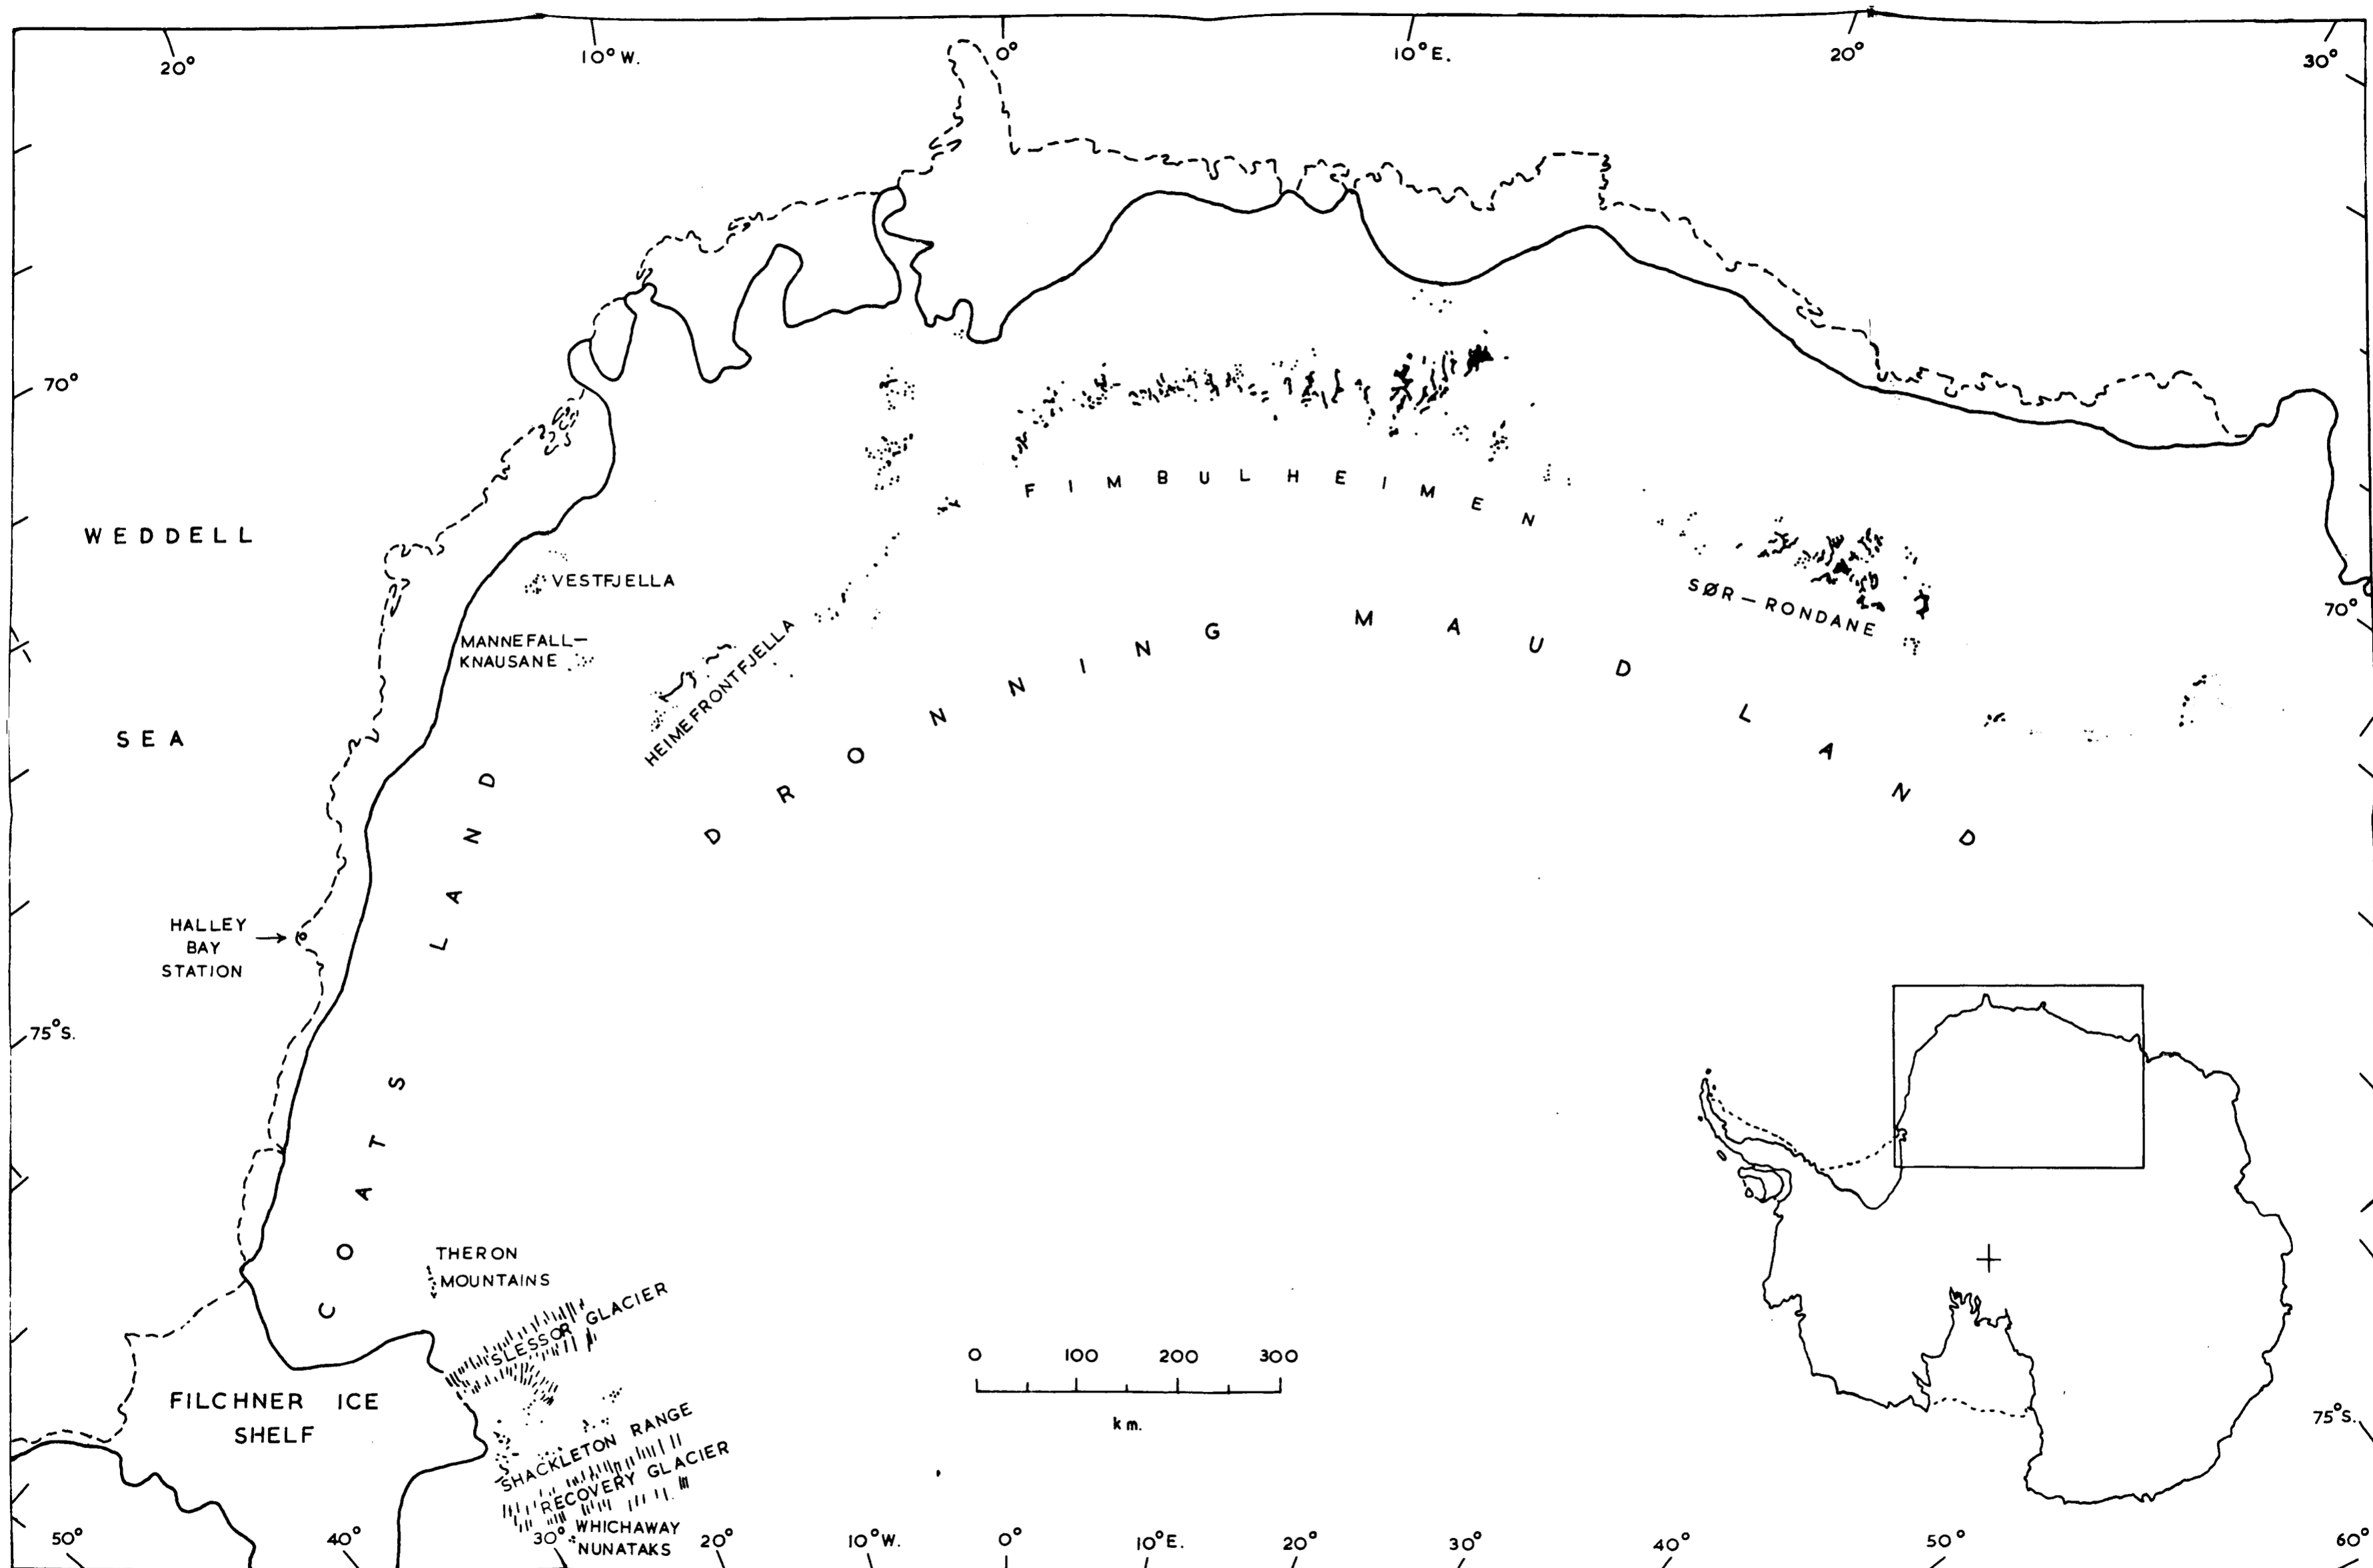 20° 10°W. 0° 10°E. 20° 30°
70°
WEDDELL
SEA
FIMBULHEIMEN
VESTFJELLA
MANNEFALL—
KNAUSANE
HEIMEFRONTFJELLA
SØR—RONDANE
70°
DRONNING MAUD LAND
COATS LAND
HALLEY
BAY
STATION
75°S.
THERON
MOUNTAINS
SLESSOR GLACIER
FILCHNER ICE
SHELF
SHACKLETON RANGE
RECOVERY GLACIER
WHICHAWAY
NUNATAKS
0 100 200 300
km.
75°S.
50° 40° 30° 20° 10°W. 0° 10°E. 20° 30° 40° 50° 60°